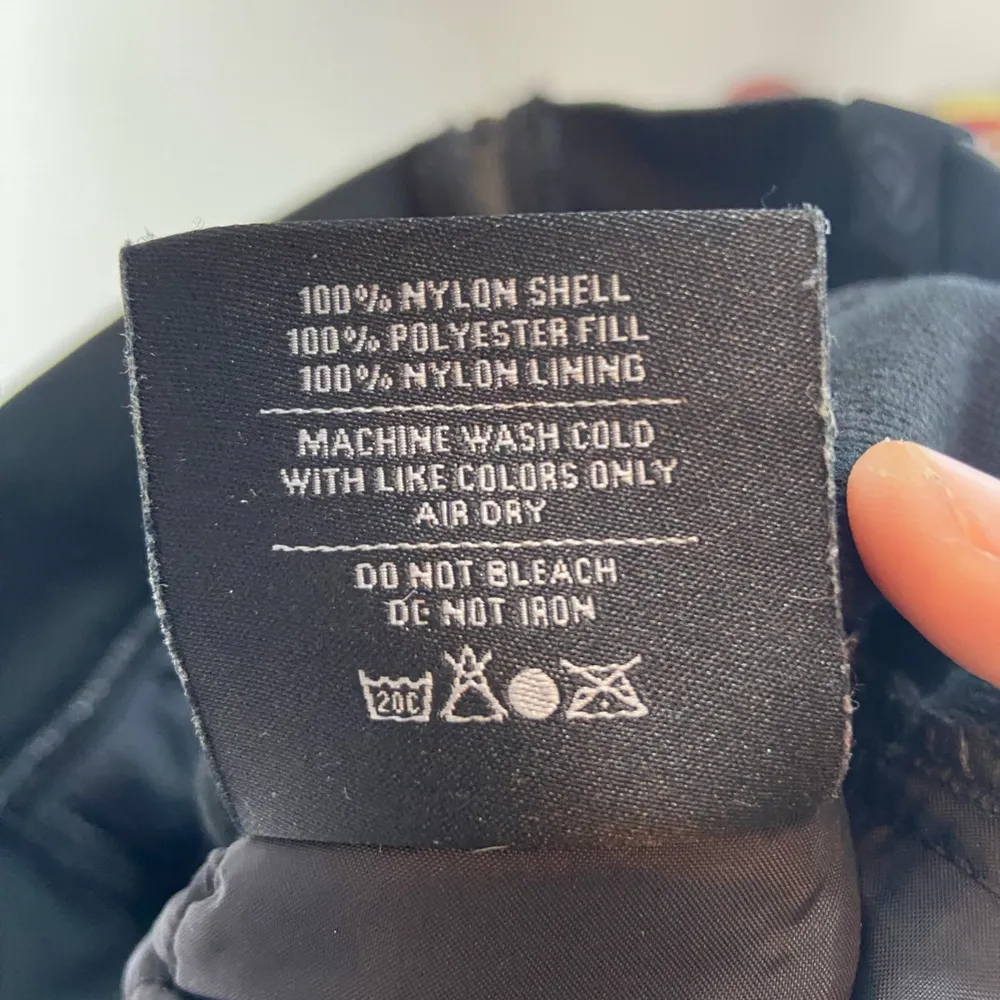 100% NYLON SHELL
100% POLYESTER FILL
100% NYLON LINING
MACHINE WASH COLD
WITH LIKE COLORS ONLY
AIR DRY
DO NOT BLEACH
DE NOT IRON
20C